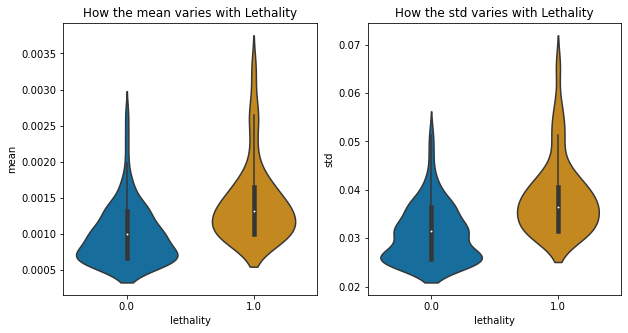 How the mean varies with Lethality
0.0035
0.0030
0.0025
0.0020
0.0015
0.0010
0.0005
mean
0.0
1.0
lethality
How the std varies with Lethality
0.07
0.06
0.05
0.04
0.03
0.02
std
0.0
1.0
lethality